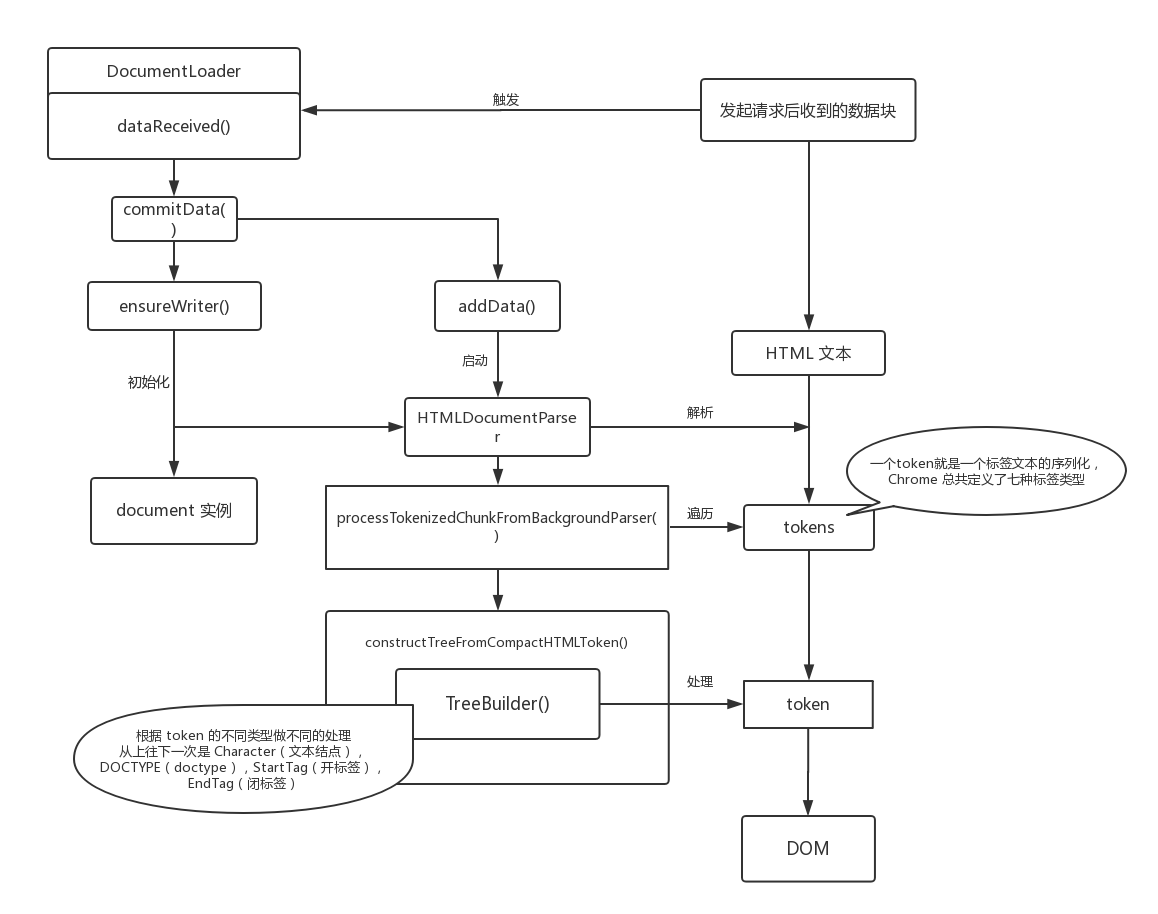 DocumentLoader
dataReceived()
触发
发起请求后收到的数据块
commitData(
)
ensureWriter()
addData()
初始化
启动
HTML 文本
HTMLDocumentParse
r
解析
一个token就是一个标签文本的序列化，
Chrome 总共定义了七种标签类型
document 实例
processTokenizedChunkFromBackgroundParser(
)
遍历
tokens
constructTreeFromCompactHTMLToken()
TreeBuilder()
处理
token
根据 token 的不同类型做不同的处理
从上往下一次是 Character（文本结点），
DOCTYPE（doctype），StartTag（开标签），
EndTag（闭标签）
DOM